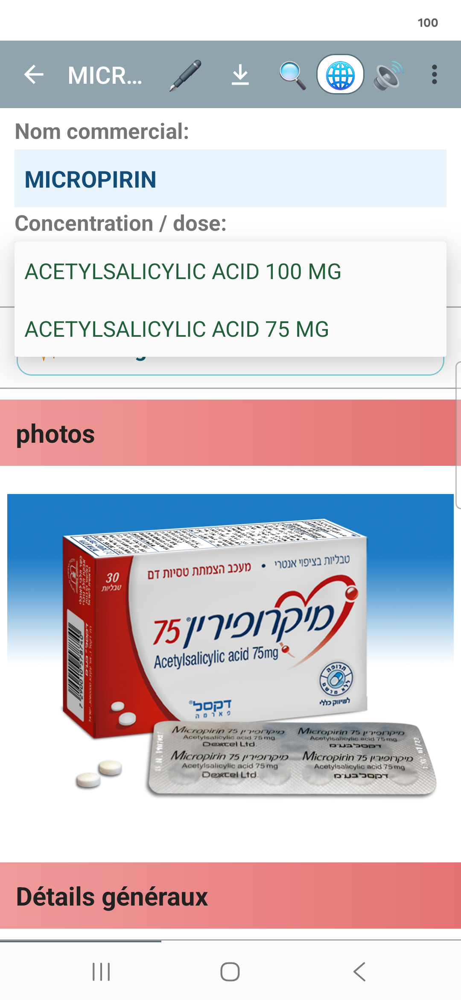 100
MICR...
Nom commercial:
MICROPIRIN
Concentration / dose:
ACETYLSALICYLIC ACID 100 MG
ACETYLSALICYLIC ACID 75 MG
photos
טבליות בציפוי אנטרי • מעכב הצמתת טסיות דם
30
טבליות
מיקרופירין® 75
Acetylsalicylic acid 75mg
תרופה
ללא מרשם
לשיווק כללי
דקסל®
פארמה
7290010578740
Micropirin 75 מיקרופירין
Acetylsalicylic acid 75mg
Dexcel Ltd.
Micropirin 75 מיקרופירין
Acetylsalicylic acid 75mg
דקסל בע"מ
Micropirin 75 מיקרופירין
Acetylsalicylic acid 75mg
Dexcel Ltd.
Micropirin 75 מיקרופירין
Acetylsalicylic acid 75mg
דקסל בע"מ
Détails généraux